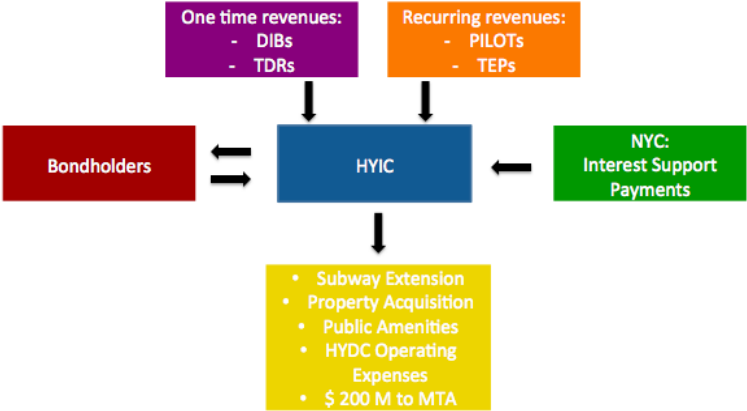 One time revenues:
- DIBs
- TDRs
Recurring revenues:
- PILOTs
- TEPs
Bondholders
HYIC
NYC:
Interest Support
Payments
• Subway Extension
• Property Acquisition
• Public Amenities
• HYDC Operating
Expenses
• $ 200 M to MTA